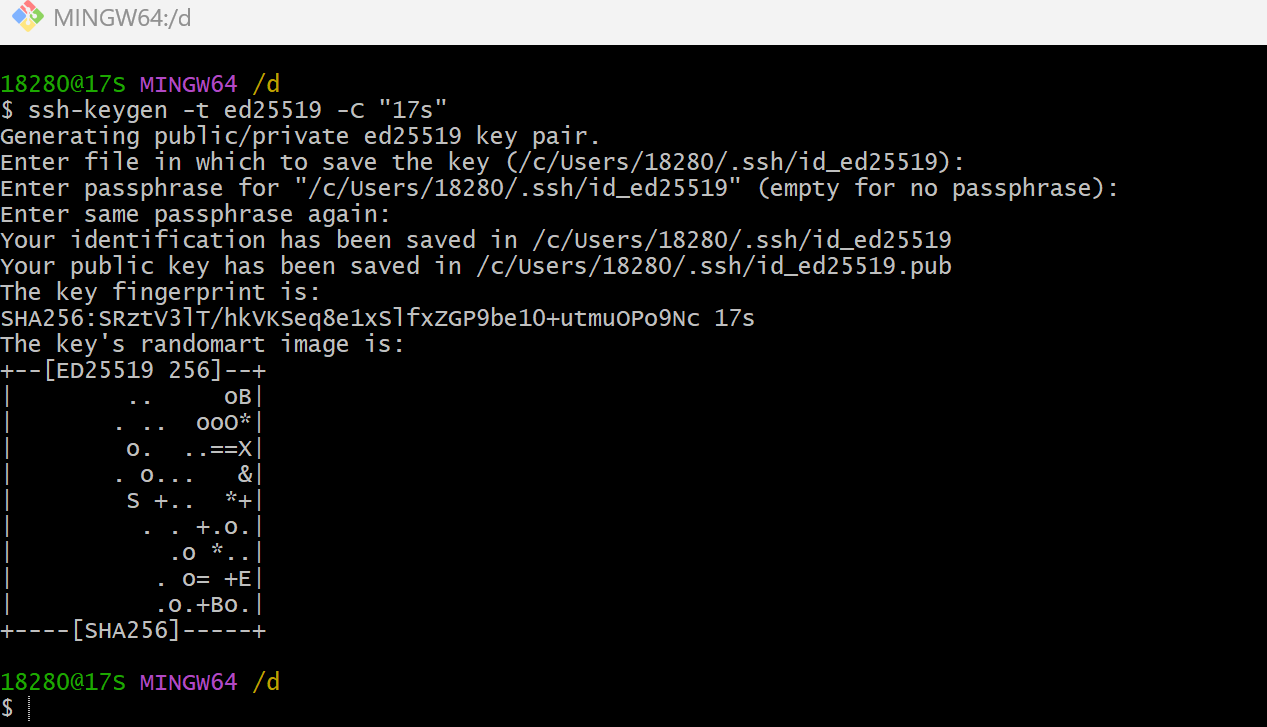 MINGW64:/d
18280@17S MINGW64 /d
$ ssh-keygen -t ed25519 -C "17s"
Generating public/private ed25519 key pair.
Enter file in which to save the key (/c/Users/18280/.ssh/id_ed25519):
Enter passphrase for "/c/Users/18280/.ssh/id_ed25519" (empty for no passphrase):
Enter same passphrase again:
Your identification has been saved in /c/Users/18280/.ssh/id_ed25519
Your public key has been saved in /c/Users/18280/.ssh/id_ed25519.pub
The key fingerprint is:
SHA256:SRztV3lT/hkVKSeq8e1xSlfxZGP9be10+utmuOPo9Nc 17s
The key's randomart image is:
+--[ED25519 256]--+
|        ..     oB|
|       . ..  ooO*|
|        o.  ..==X|
|       . o...   &|
|        S +..  *+|
|         . . +.o.|
|           .o *..|
|          . o= +E|
|          .o.+Bo.|
+----[SHA256]-----+
18280@17S MINGW64 /d
$